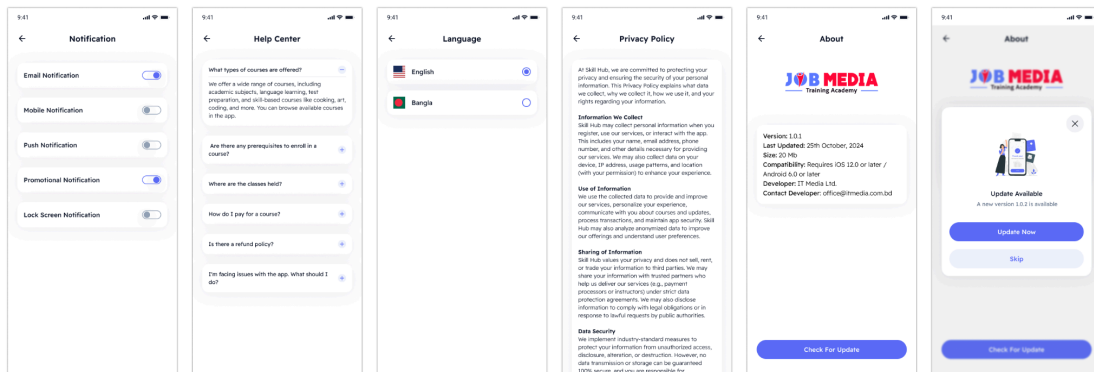 9:41
Notification
Email Notification
Mobile Notification
Push Notification
Promotional Notification
Lock Screen Notification
9:41
Help Center
What types of courses are offered?
We offer a wide range of courses, including
academic subjects, language learning, test
preparation, and skill-based courses like cooking, art,
coding, and more. You can browse available courses
in the app.
Are there any prerequisites to enroll in a
course?
Where are the classes held?
How do I pay for a course?
Is there a refund policy?
I'm facing issues with the app. What should I
do?
9:41
Language
English
Bangla
9:41
Privacy Policy
At Skill Hub, we are committed to protecting your
privacy and ensuring the security of your personal
information. This Privacy Policy explains what data
we collect, why we collect it, how we use it, and your
rights regarding your information.
Information We Collect
Skill Hub may collect personal information when you
register, use our services, or interact with the app.
This includes your name, email address, phone
number, and other details necessary for providing
our services. We may also collect data on your
device, IP address, usage patterns, and location
(with your permission) to enhance your experience.
Use of Information
We use the collected data to provide and improve
our services, personalize your experience,
communicate with you about courses and updates,
process transactions, and maintain app security. Skill
Hub may also analyze anonymized data to improve
our offerings and understand user preferences.
Sharing of Information
Skill Hub values your privacy and does not sell, rent,
or trade your information to third parties. We may
share your information with trusted partners who
help us deliver our services (e.g., payment
processors or instructors) under strict data
protection agreements. We may also disclose
information to comply with legal obligations or in
response to lawful requests by public authorities.
Data Security
We implement industry-standard measures to
protect your information from unauthorized access,
disclosure, alteration, or destruction. However, no
data transmission or storage can be guaranteed
100% secure, and you are responsible for
9:41
About
JOB MEDIA
Training Academy
Version: 1.0.1
Last Updated: 25th October, 2024
Size: 20 Mb
Compatibility: Requires iOS 12.0 or later /
Android 6.0 or later
Developer: IT Media Ltd.
Contact Developer: office@itmedia.com.bd
Check For Update
9:41
About
JOB MEDIA
Training Academy
Update Available
A new version 1.0.2 is available
Update Now
Skip
Check For Update